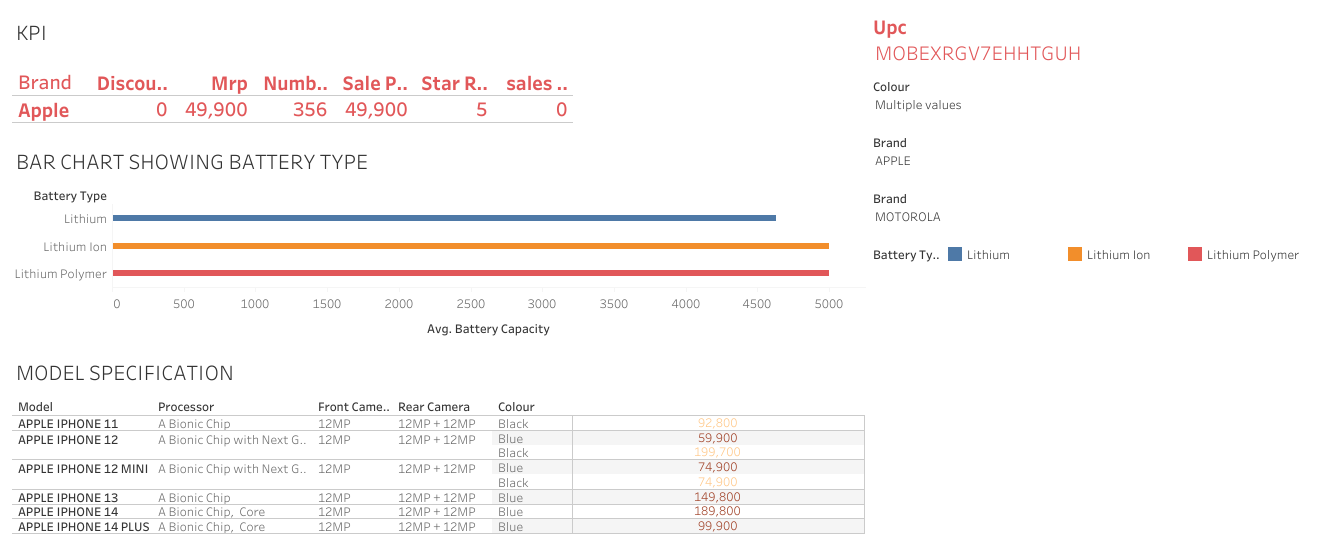 KPI
Brand Discou.. Mrp Numb.. Sale P.. Star R.. sales ..
Apple 0 49,900 356 49,900 5 0
BAR CHART SHOWING BATTERY TYPE
Battery Type
Lithium
Lithium Ion
Lithium Polymer
0 500 1000 1500 2000 2500 3000 3500 4000 4500 5000
Avg. Battery Capacity
MODEL SPECIFICATION
Model Processor Front Came.. Rear Camera Colour
APPLE IPHONE 11 A Bionic Chip 12MP 12MP + 12MP Black 92,800
APPLE IPHONE 12 A Bionic Chip with Next G.. 12MP 12MP + 12MP Blue 59,900
Black 199,700
APPLE IPHONE 12 MINI A Bionic Chip with Next G.. 12MP 12MP + 12MP Blue 74,900
Black 74,900
APPLE IPHONE 13 A Bionic Chip 12MP 12MP + 12MP Blue 149,800
APPLE IPHONE 14 A Bionic Chip, Core 12MP 12MP + 12MP Blue 189,800
APPLE IPHONE 14 PLUS A Bionic Chip, Core 12MP 12MP + 12MP Blue 99,900
Upc
MOBEXRGV7EHHTGUH
Colour
Multiple values
Brand
APPLE
Brand
MOTOROLA
Battery Ty.. Lithium Lithium Ion Lithium Polymer